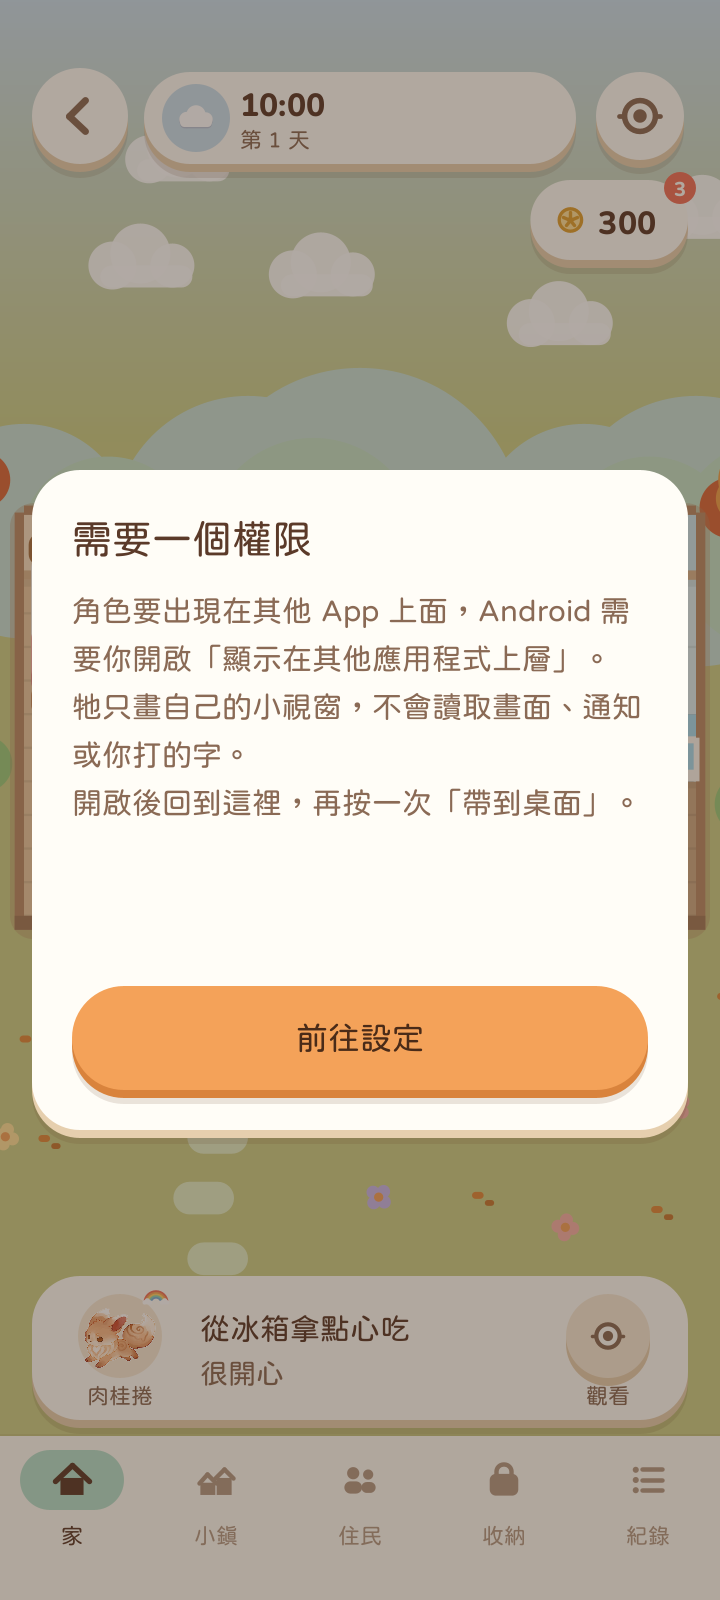 10:00
第 1 天
3
300
需要一個權限
角色要出現在其他 App 上面，Android 需
要你開啟「顯示在其他應用程式上層」。
牠只畫自己的小視窗，不會讀取畫面、通知
或你打的字。
開啟後回到這裡，再按一次「帶到桌面」。
前往設定
從冰箱拿點心吃
很開心
肉桂捲
觀看
家
小鎮
住民
收納
紀錄